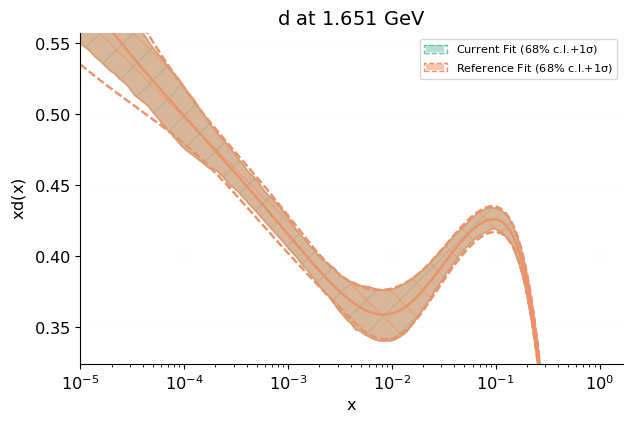 d at 1.651 GeV
Current Fit (68% c.l.+1σ)
Reference Fit (68% c.l.+1σ)
xd(x)
0.55
0.50
0.45
0.40
0.35
10⁻⁵ 10⁻⁴ 10⁻³ 10⁻² 10⁻¹ 10⁰
x